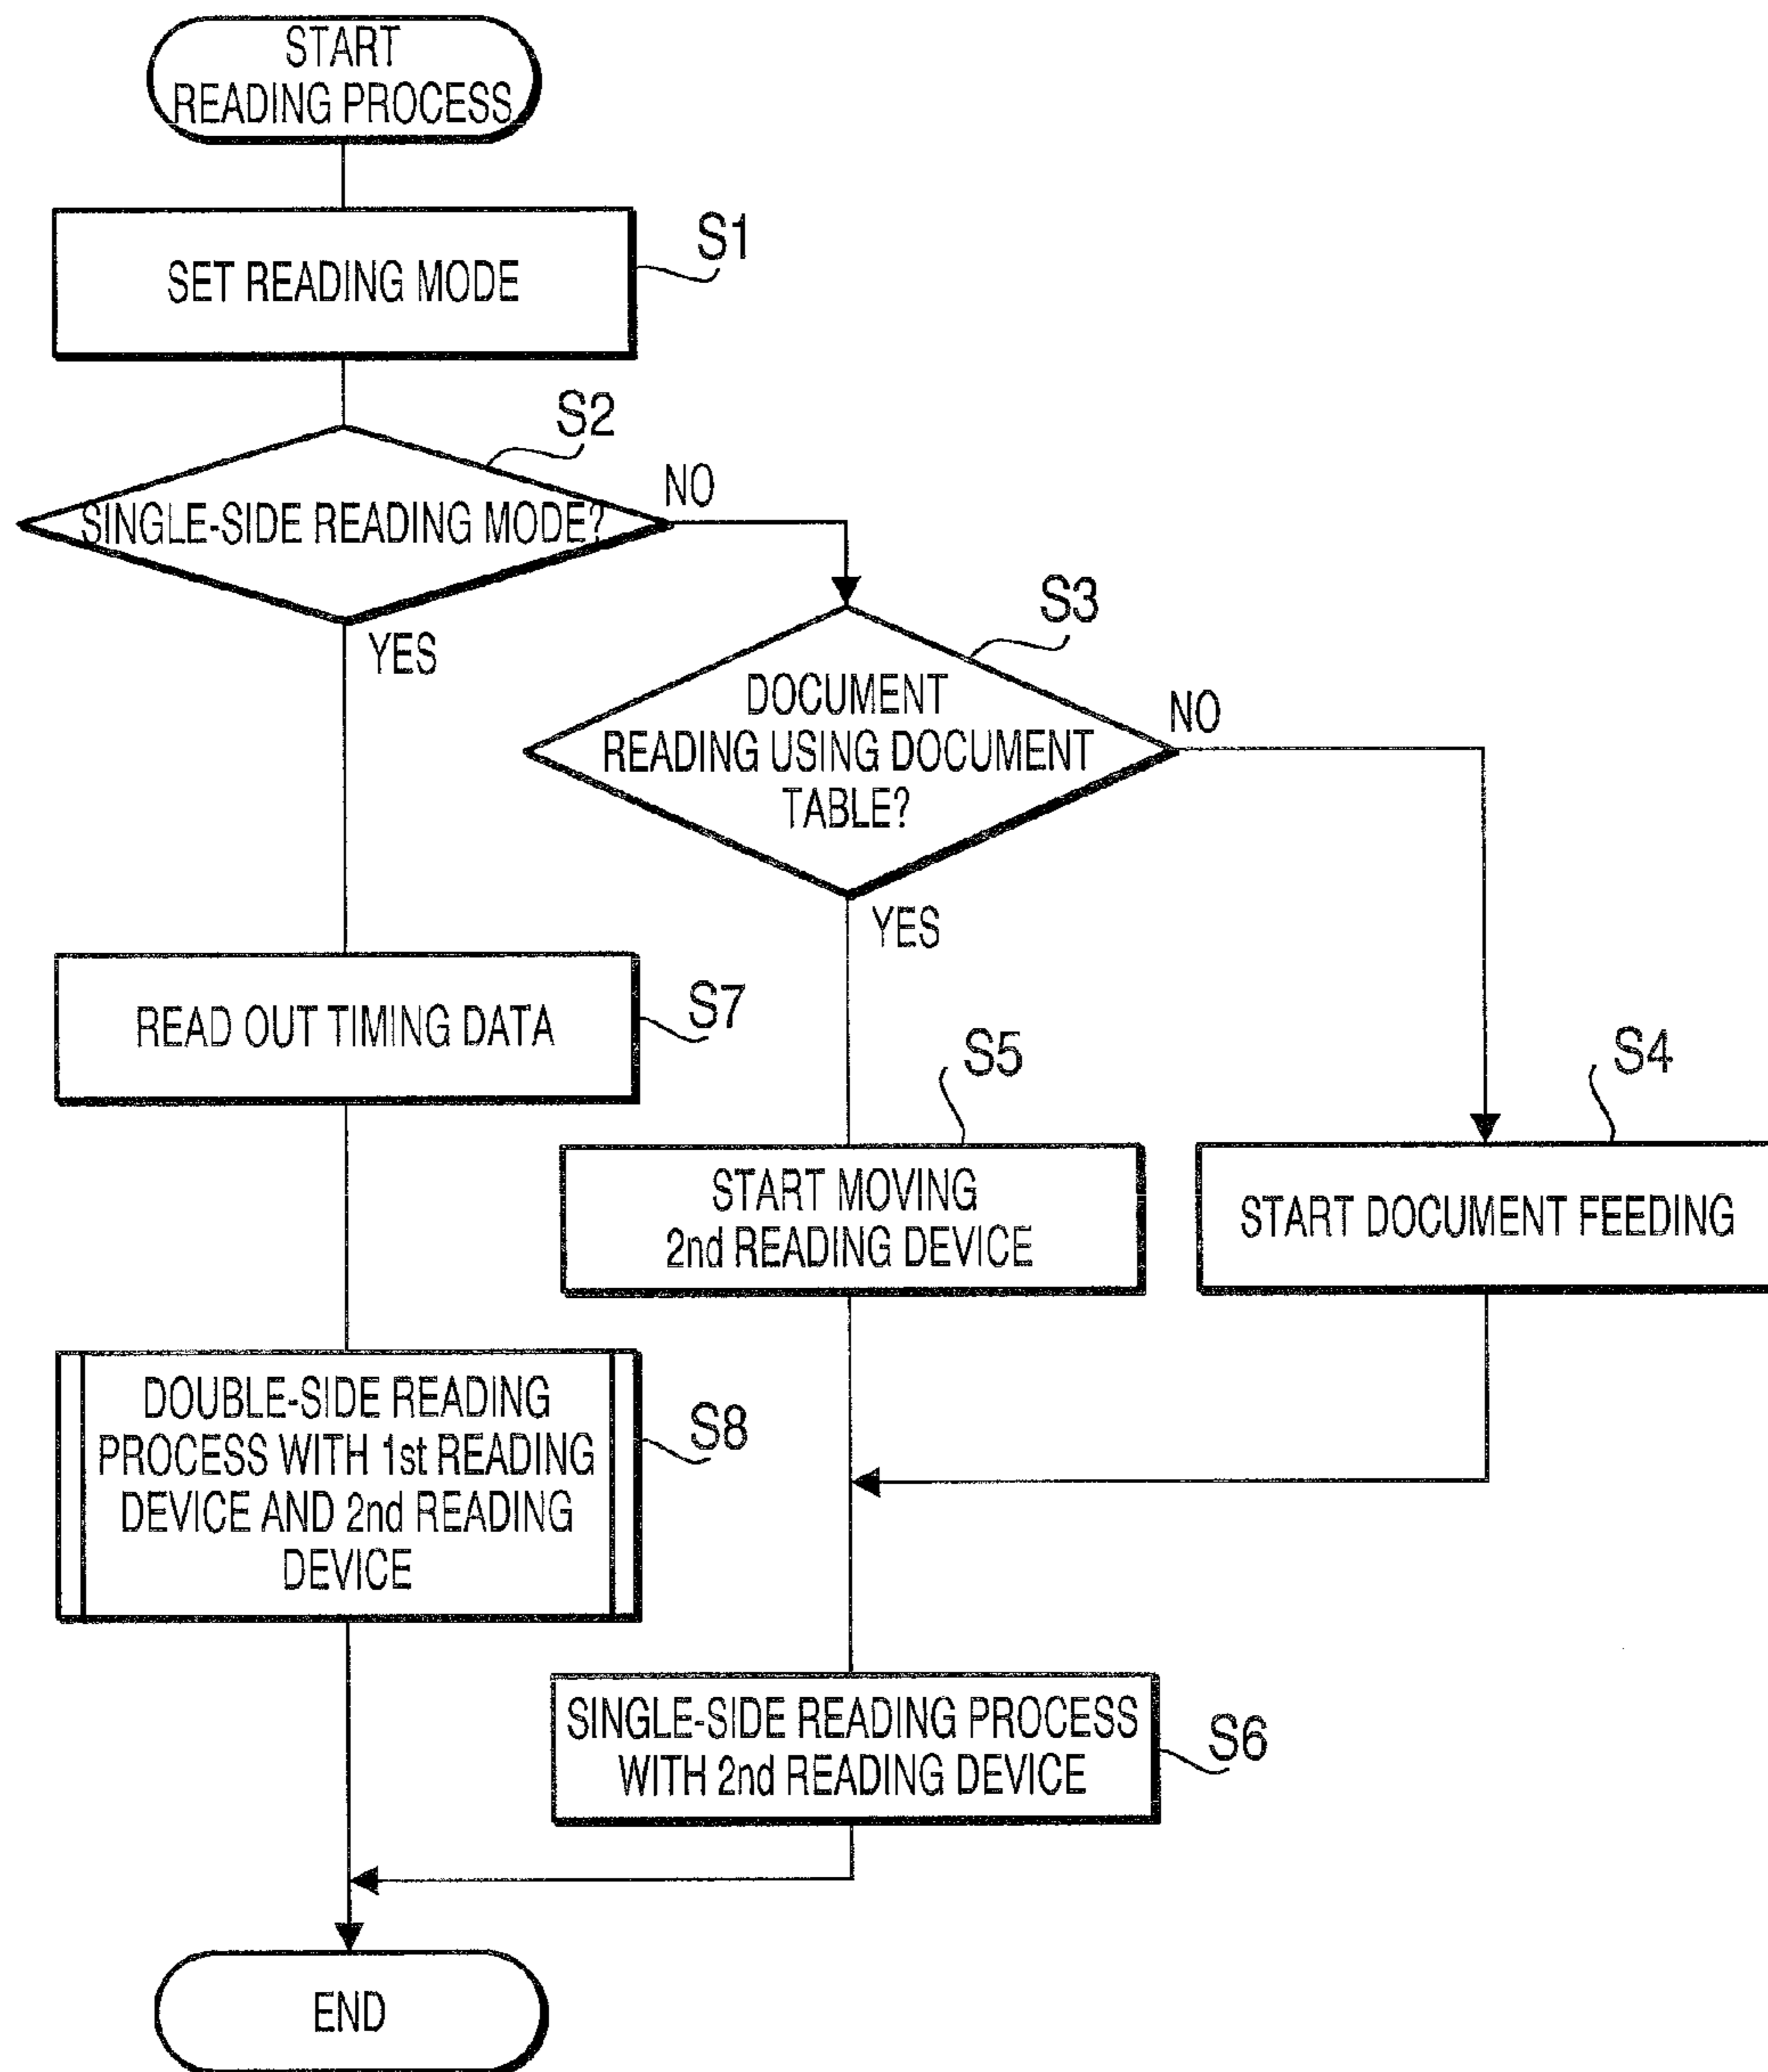 START
READING PROCESS
SET READING MODE
S1
SINGLE-SIDE READING MODE?
S2
NO
YES
DOCUMENT
READING USING DOCUMENT
TABLE?
S3
NO
YES
READ OUT TIMING DATA
S7
START MOVING
2nd READING DEVICE
S5
START DOCUMENT FEEDING
S4
DOUBLE-SIDE READING
PROCESS WITH 1st READING
DEVICE AND 2nd READING
DEVICE
S8
SINGLE-SIDE READING PROCESS
WITH 2nd READING DEVICE
S6
END